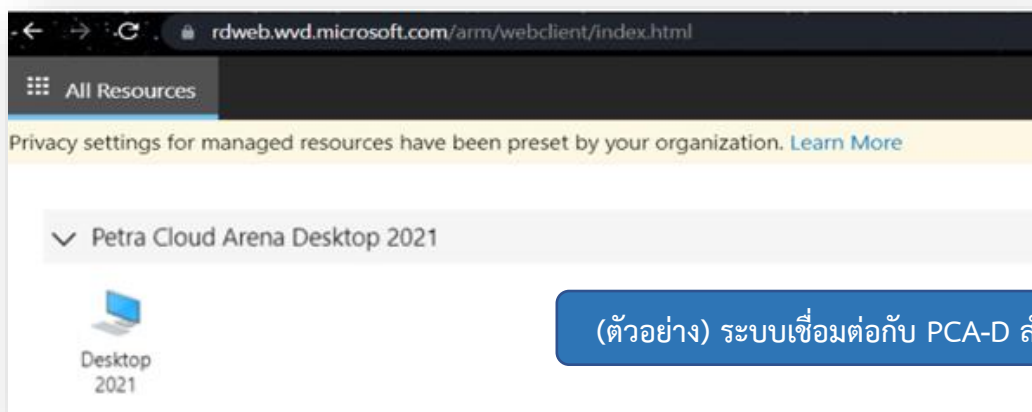 rdweb.wvd.microsoft.com/arm/webclient/index.html
All Resources
Privacy settings for managed resources have been preset by your organization. Learn More
Petra Cloud Arena Desktop 2021
(ตัวอย่าง) ระบบเชื่อมต่อกับ PCA-D
Desktop
2021